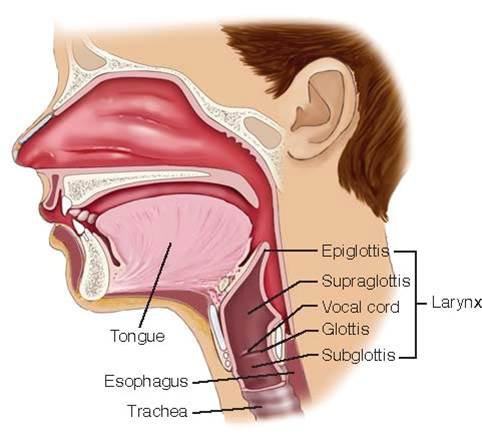 Epiglottis
Supraglottis
Vocal cord
Larynx
Glottis
Subglottis
Tongue
Esophagus
Trachea